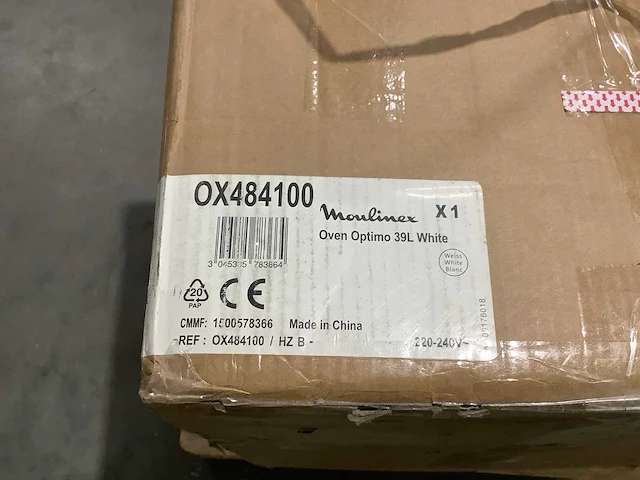 OX484100
Moulinex X 1
Oven Optimo 39L White
Weiss
White
Blanc
20
PAP
CE
CMMF: 1500578366 Made in China
REF : OX484100 / HZ B -
220-240V~